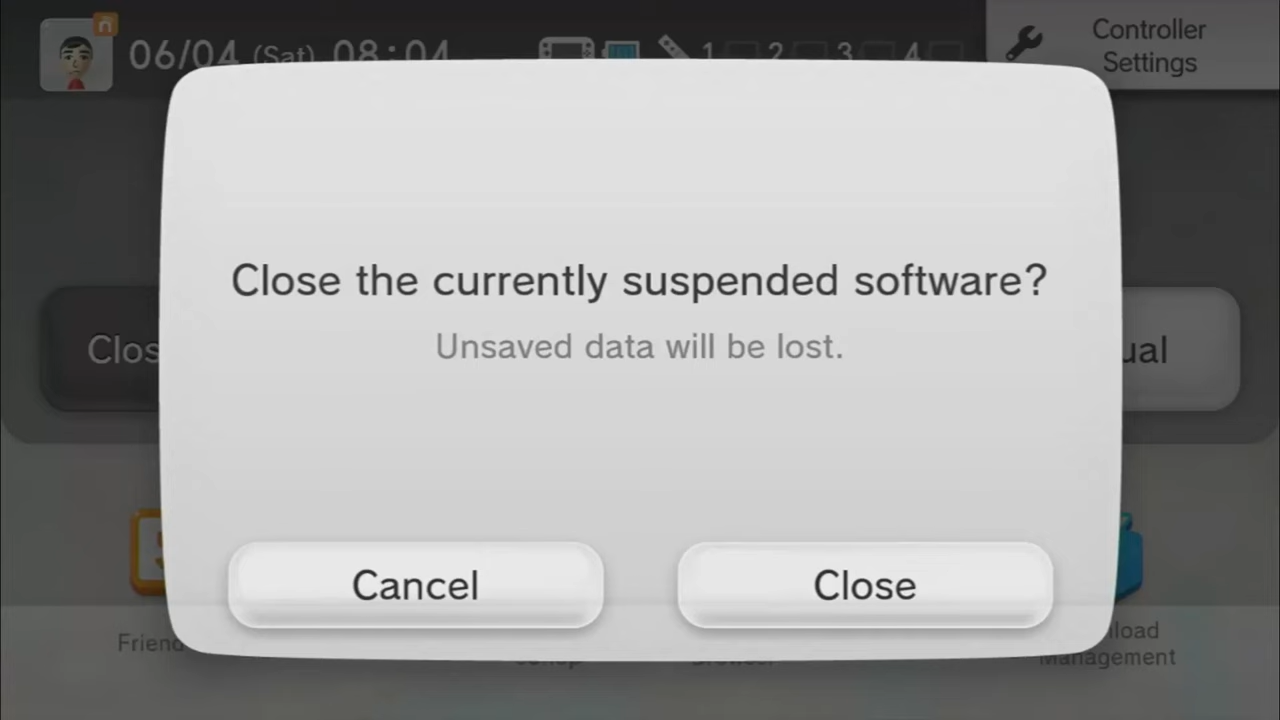 06/04 (Sat) 08:04 1 2 3 4
Controller
Settings
Close the currently suspended software?
Unsaved data will be lost.
Cancel
Close
Management